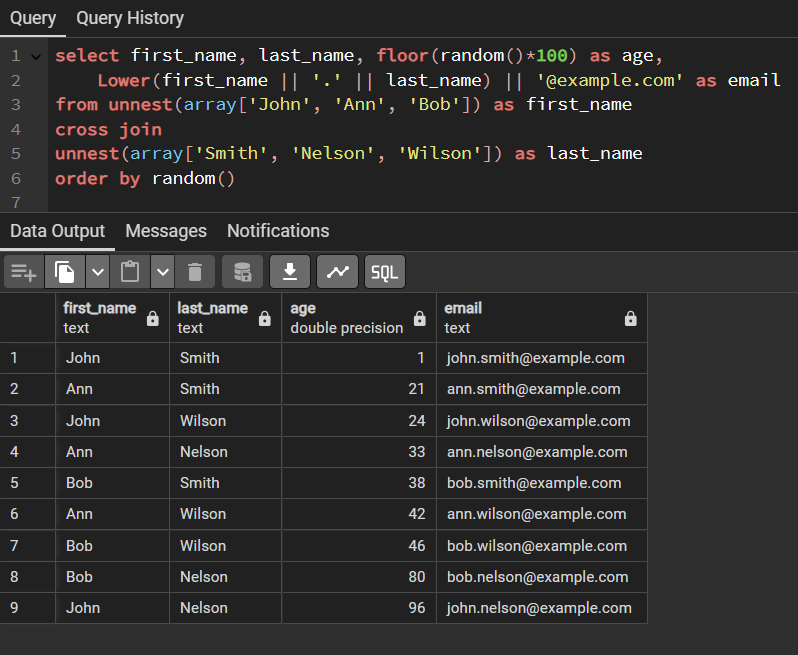 Query Query History
1 select first_name, last_name, floor(random()*100) as age,
2 Lower(first_name || '.' || last_name) || '@example.com' as email
3 from unnest(array['John', 'Ann', 'Bob']) as first_name
4 cross join
5 unnest(array['Smith', 'Nelson', 'Wilson']) as last_name
6 order by random()
7
Data Output Messages Notifications
SQL
first_name last_name age email
text text double precision text
1 John Smith 1 john.smith@example.com
2 Ann Smith 21 ann.smith@example.com
3 John Wilson 24 john.wilson@example.com
4 Ann Nelson 33 ann.nelson@example.com
5 Bob Smith 38 bob.smith@example.com
6 Ann Wilson 42 ann.wilson@example.com
7 Bob Wilson 46 bob.wilson@example.com
8 Bob Nelson 80 bob.nelson@example.com
9 John Nelson 96 john.nelson@example.com